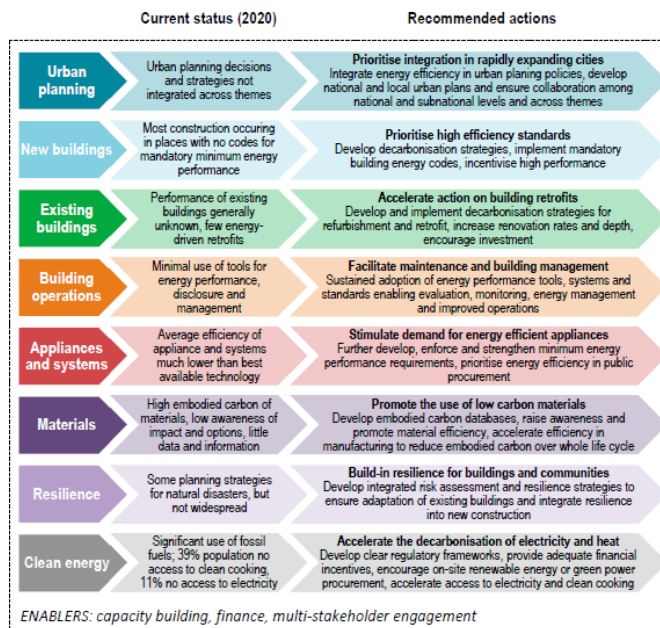 Current status (2020)
Recommended actions
Urban
planning
Urban planning decisions
and strategies not
integrated across themes
Prioritise integration in rapidly expanding cities
Integrate energy efficiency in urban planing policies, develop
national and local urban plans and ensure collaboration among
national and subnational levels and across themes
New buildings
Most construction occuring
in places with no codes for
mandatory minimum energy
performance
Prioritise high efficiency standards
Develop decarbonisation strategies, implement mandatory
building energy codes, incentivise high performance
Existing
buildings
Performance of existing
buildings generally
unknown, few energy-
driven retrofits
Accelerate action on building retrofits
Develop and implement decarbonisation strategies for
refurbishment and retrofit, increase renovation rates and depth,
encourage investment
Building
operations
Minimal use of tools for
energy performance,
disclosure and
management
Facilitate maintenance and building management
Sustained adoption of energy performance tools, systems and
standards enabling evaluation, monitoring, energy management
and improved operations
Appliances
and systems
Average efficiency of
appliance and systems
much lower than best
available technology
Stimulate demand for energy efficient appliances
Further develop, enforce and strengthen minimum energy
performance requirements, prioritise energy efficiency in public
procurement
Materials
High embodied carbon of
materials, low awareness of
impact and options, little
data and information
Promote the use of low carbon materials
Develop embodied carbon databases, raise awareness and
promote material efficiency, accelerate efficiency in
manufacturing to reduce embodied carbon over whole life cycle
Resilience
Some planning strategies
for natural disasters, but
not widespread
Build-in resilience for buildings and communities
Develop integrated risk assessment and resilience strategies to
ensure adaptation of existing buildings and integrate resilience
into new construction
Clean energy
Significant use of fossil
fuels; 39% population no
access to clean cooking,
11% no access to electricity
Accelerate the decarbonisation of electricity and heat
Develop clear regulatory frameworks, provide adequate financial
incentives, encourage on-site renewable energy or green power
procurement, accelerate access to electricity and clean cooking
ENABLERS: capacity building, finance, multi-stakeholder engagement